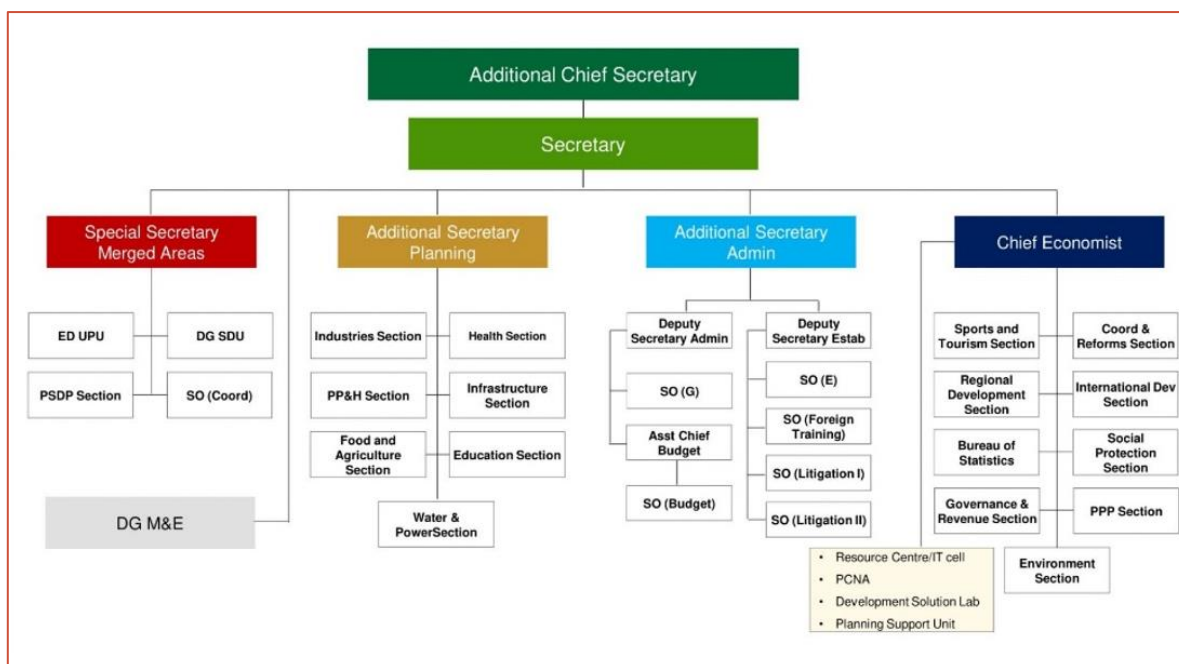 Additional Chief Secretary
Secretary
Special Secretary
Merged Areas
Additional Secretary
Planning
Additional Secretary
Admin
Chief Economist
ED UPU
DG SDU
PSDP Section
SO (Coord)
DG M&E
Industries Section
Health Section
PP&H Section
Infrastructure
Section
Food and
Agriculture
Section
Education Section
Water &
PowerSection
Deputy
Secretary Admin
SO (G)
Asst Chief
Budget
SO (Budget)
Deputy
Secretary Estab
SO (E)
SO (Foreign
Training)
SO (Litigation I)
SO (Litigation II)
Sports and
Tourism Section
Coord &
Reforms Section
Regional
Development
Section
International Dev
Section
Bureau of
Statistics
Social
Protection
Section
Governance &
Revenue Section
PPP Section
Environment
Section
• Resource Centre/IT cell
• PCNA
• Development Solution Lab
• Planning Support Unit